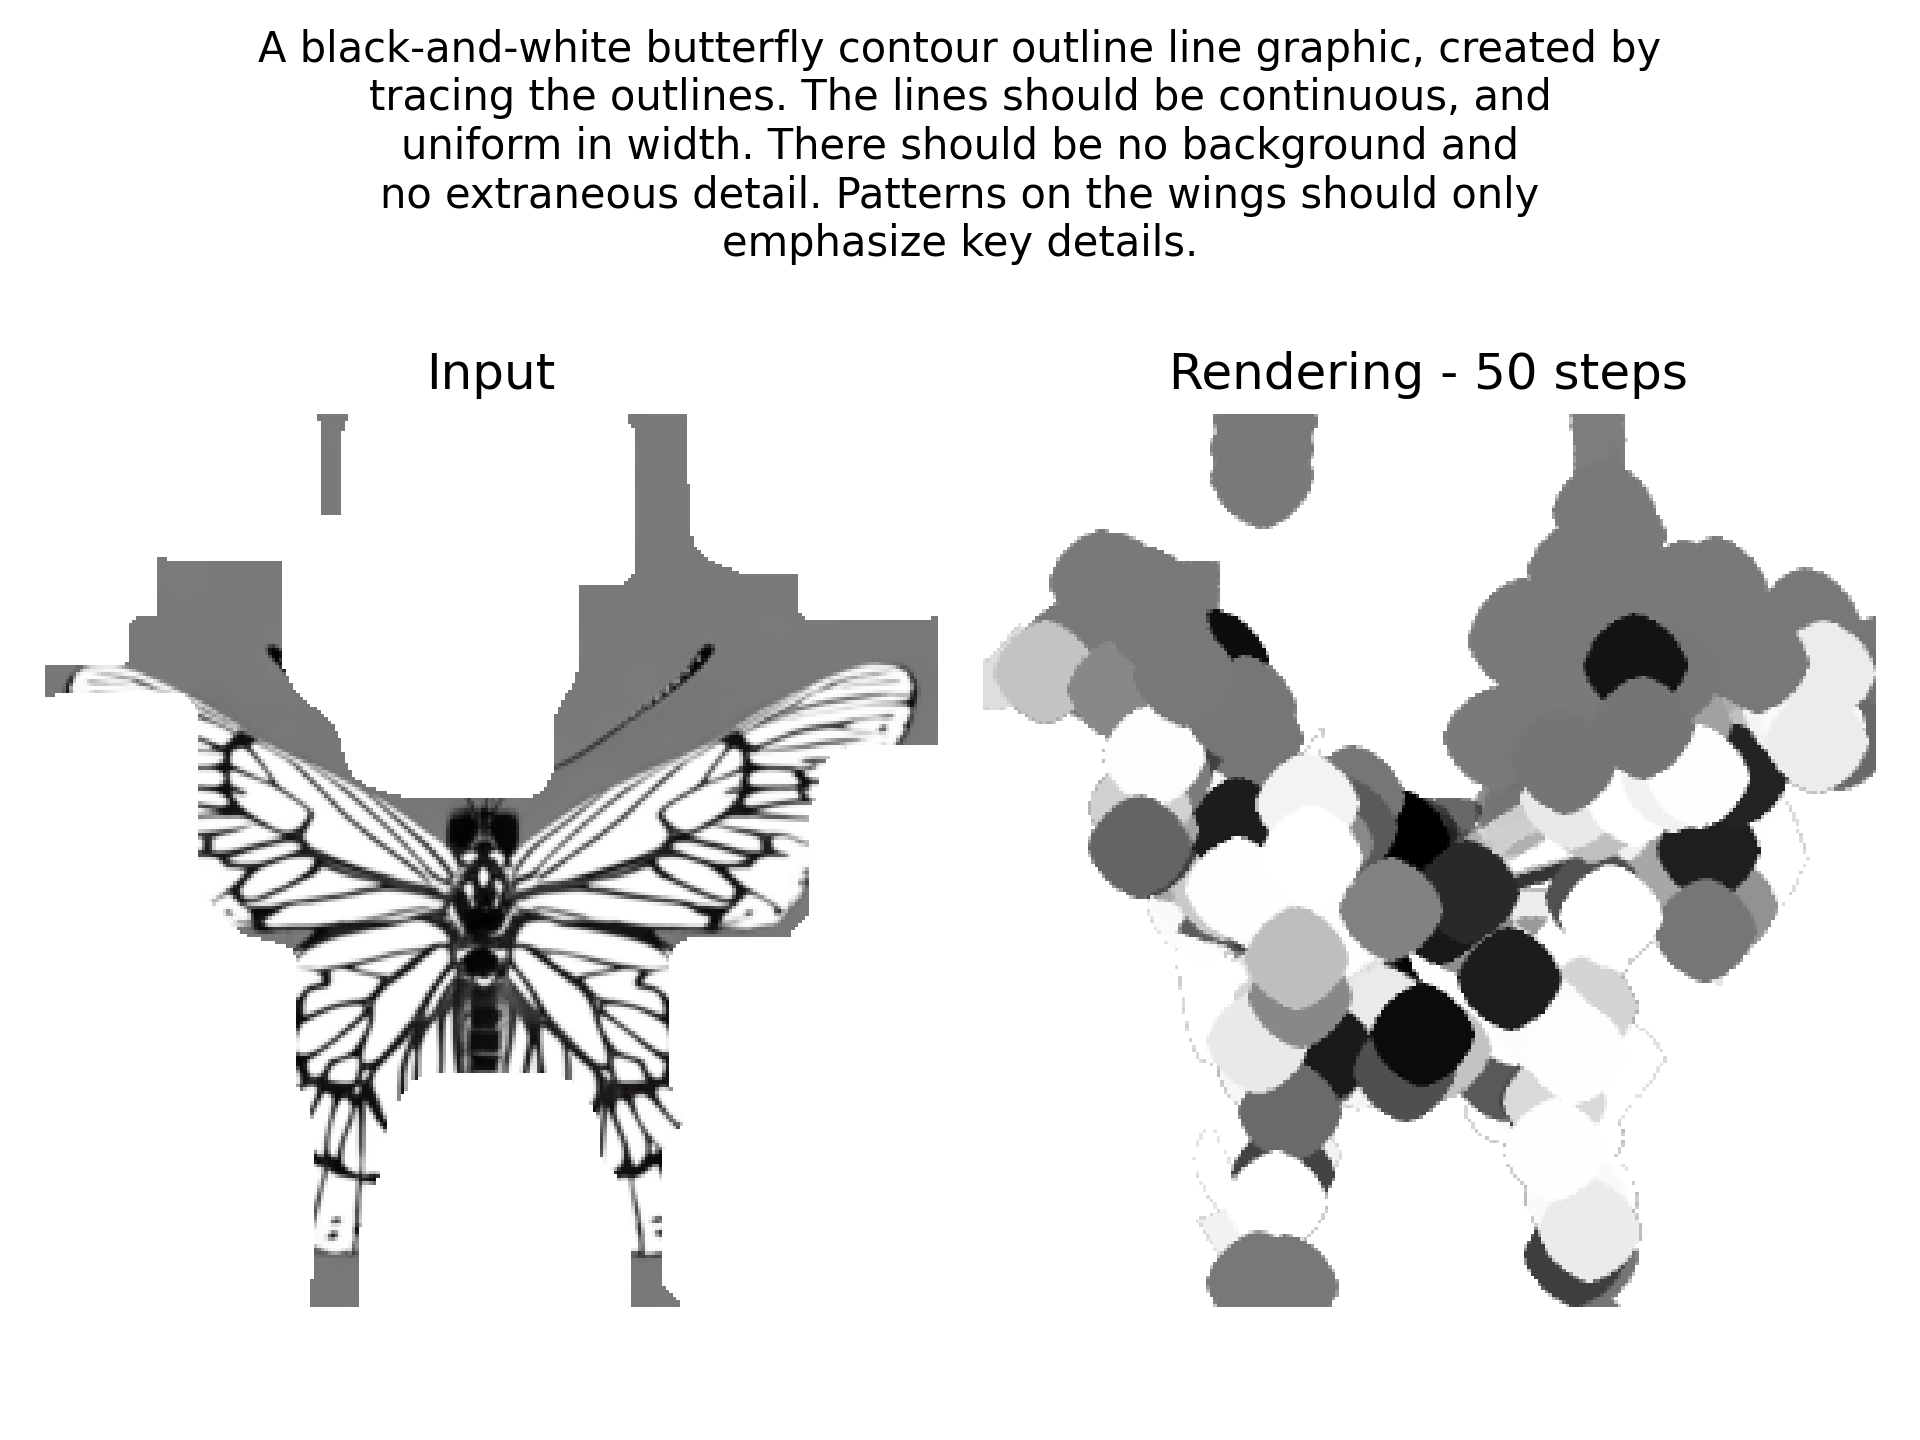 A black-and-white butterfly contour outline line graphic, created by
tracing the outlines. The lines should be continuous, and
uniform in width. There should be no background and
no extraneous detail. Patterns on the wings should only
emphasize key details.
Input
Rendering - 50 steps